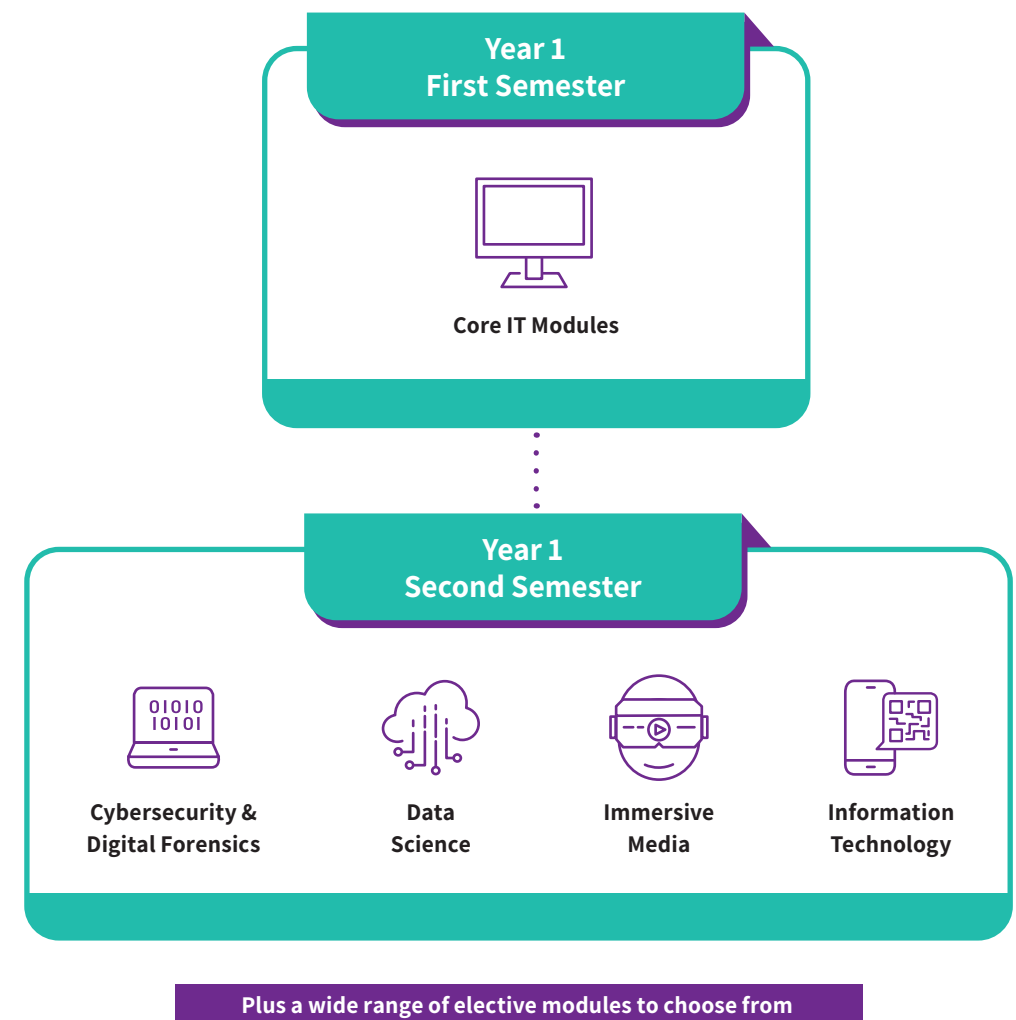 Year 1
First Semester
Core IT Modules
Year 1
Second Semester
01010
10101
Cybersecurity &
Digital Forensics
Data
Science
Immersive
Media
Information
Technology
Plus a wide range of elective modules to choose from